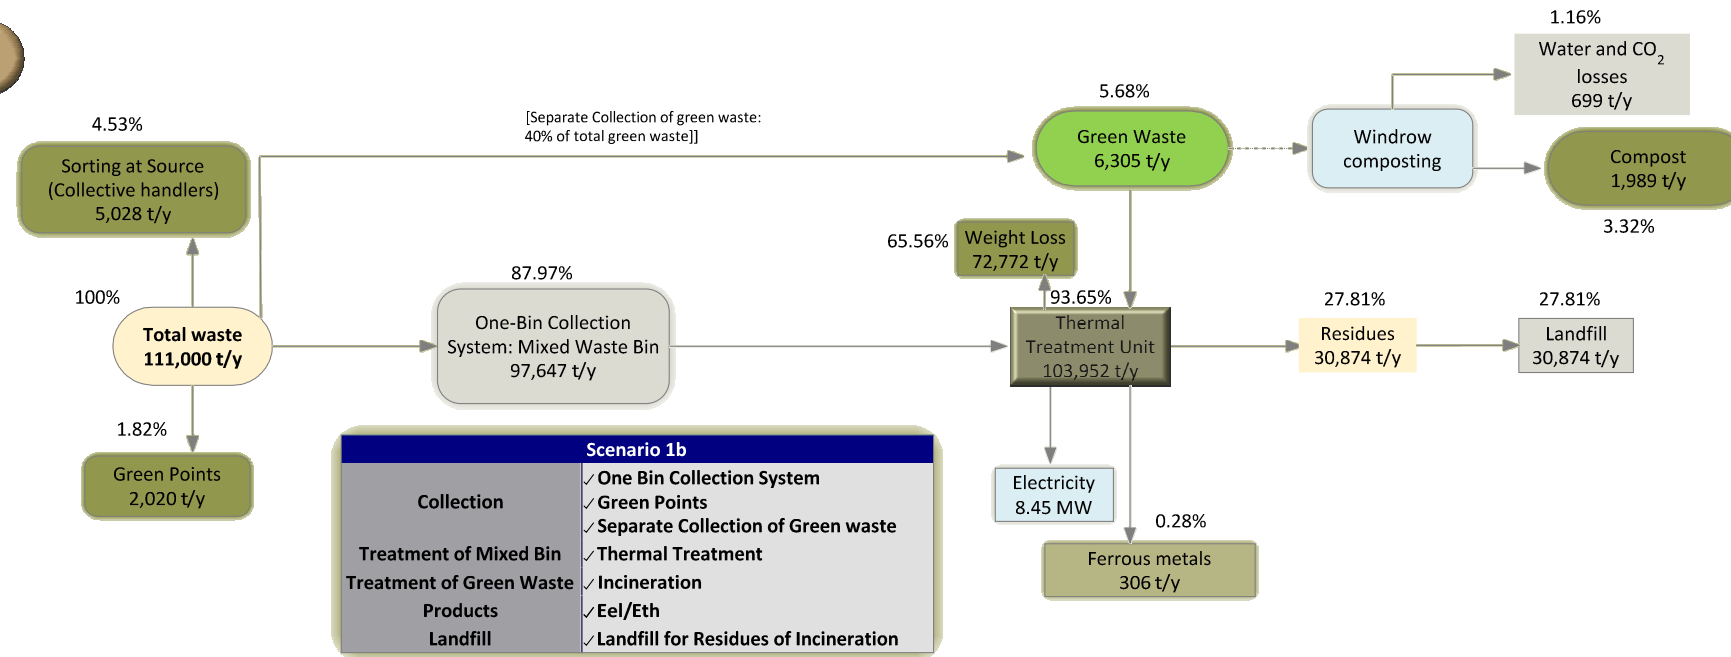 1.16%
Water and CO2
losses
699 t/y
5.68%
[Separate Collection of green waste:
40% of total green waste]]
4.53%
Green Waste
6,305 t/y
Windrow
composting
Sorting at Source
(Collective handlers)
5,028 t/y
Compost
1,989 t/y
3.32%
65.56%
Weight Loss
72,772 t/y
87.97%
100%
93.65%
27.81%
27.81%
Total waste
111,000 t/y
One-Bin Collection
System: Mixed Waste Bin
97,647 t/y
Thermal
Treatment Unit
103,952 t/y
Residues
30,874 t/y
Landfill
30,874 t/y
1.82%
Green Points
2,020 t/y
Scenario 1b
Collection
✓One Bin Collection System
✓Green Points
✓Separate Collection of Green waste
Treatment of Mixed Bin ✓Thermal Treatment
Treatment of Green Waste ✓Incineration
Products ✓Eel/Eth
Landfill ✓Landfill for Residues of Incineration
Electricity
8.45 MW
0.28%
Ferrous metals
306 t/y